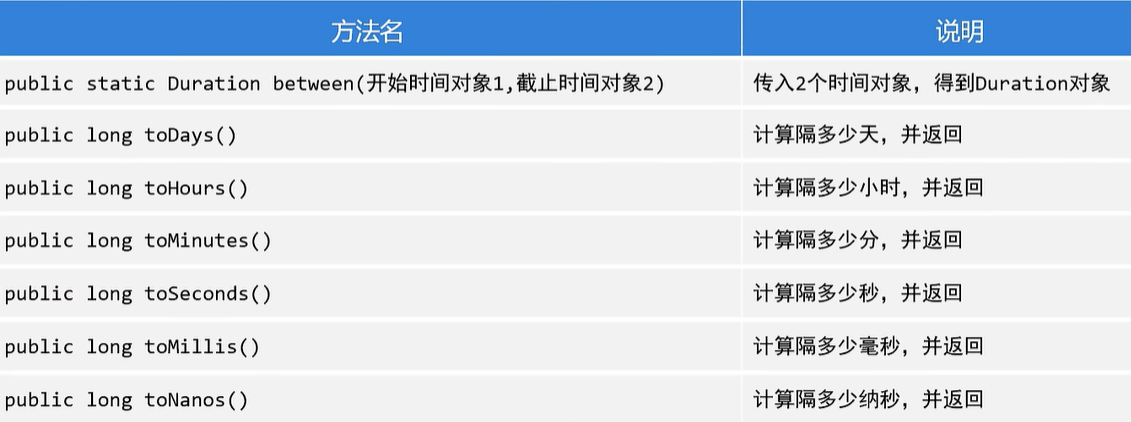 方法名 说明
public static Duration between(开始时间对象1,截止时间对象2) 传入2个时间对象，得到Duration对象
public long toDays() 计算隔多少天，并返回
public long toHours() 计算隔多少小时，并返回
public long toMinutes() 计算隔多少分，并返回
public long toSeconds() 计算隔多少秒，并返回
public long toMillis() 计算隔多少毫秒，并返回
public long toNanos() 计算隔多少纳秒，并返回